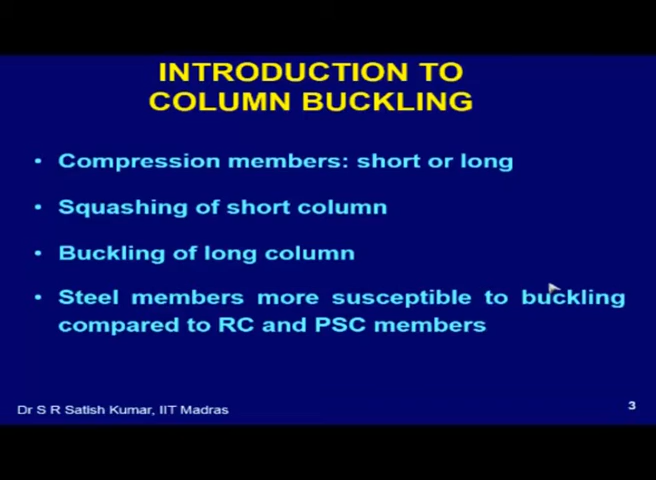 INTRODUCTION TO
COLUMN BUCKLING
• Compression members: short or long
• Squashing of short column
• Buckling of long column
• Steel members more susceptible to buckling
compared to RC and PSC members
Dr S R Satish Kumar, IIT Madras
3